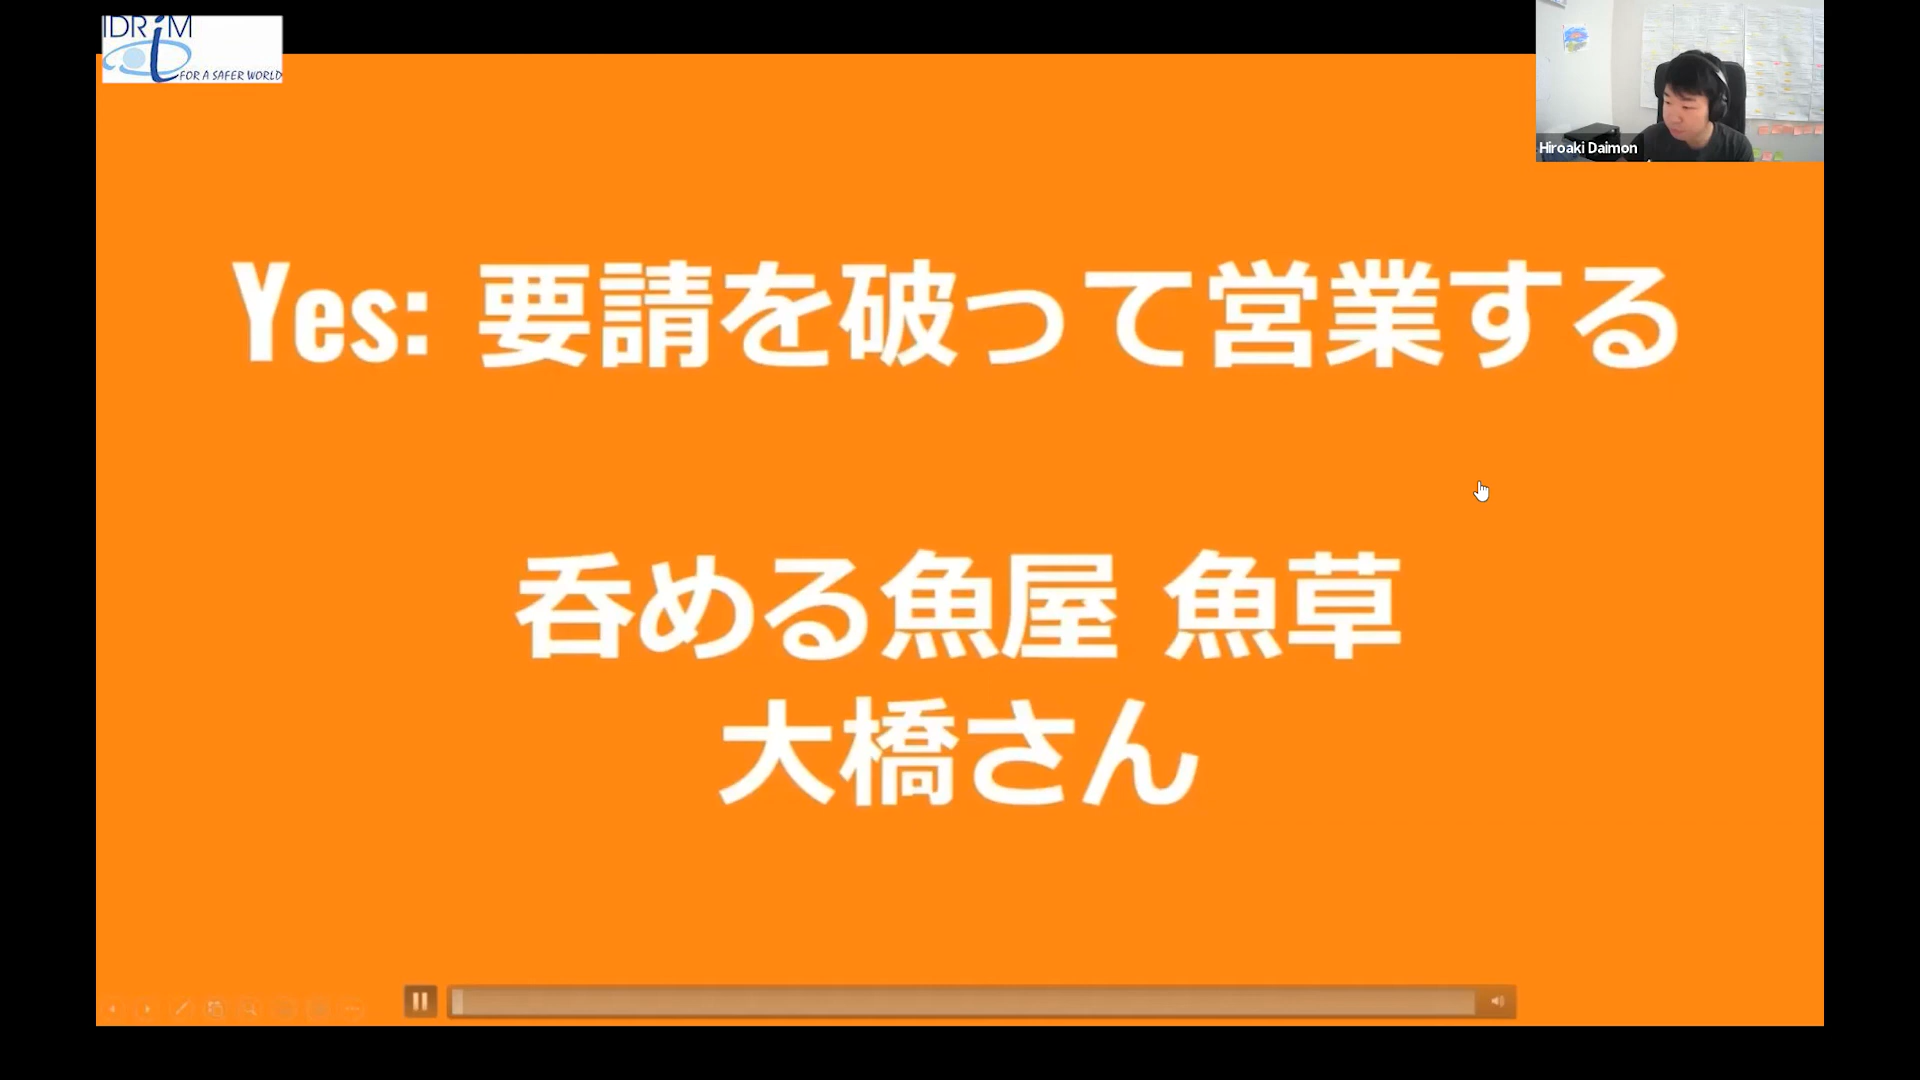 IDRiM
FOR A SAFER WORLD
Hiroaki Daimon
Yes: 要請を破って営業する
呑める魚屋 魚草
大橋さん